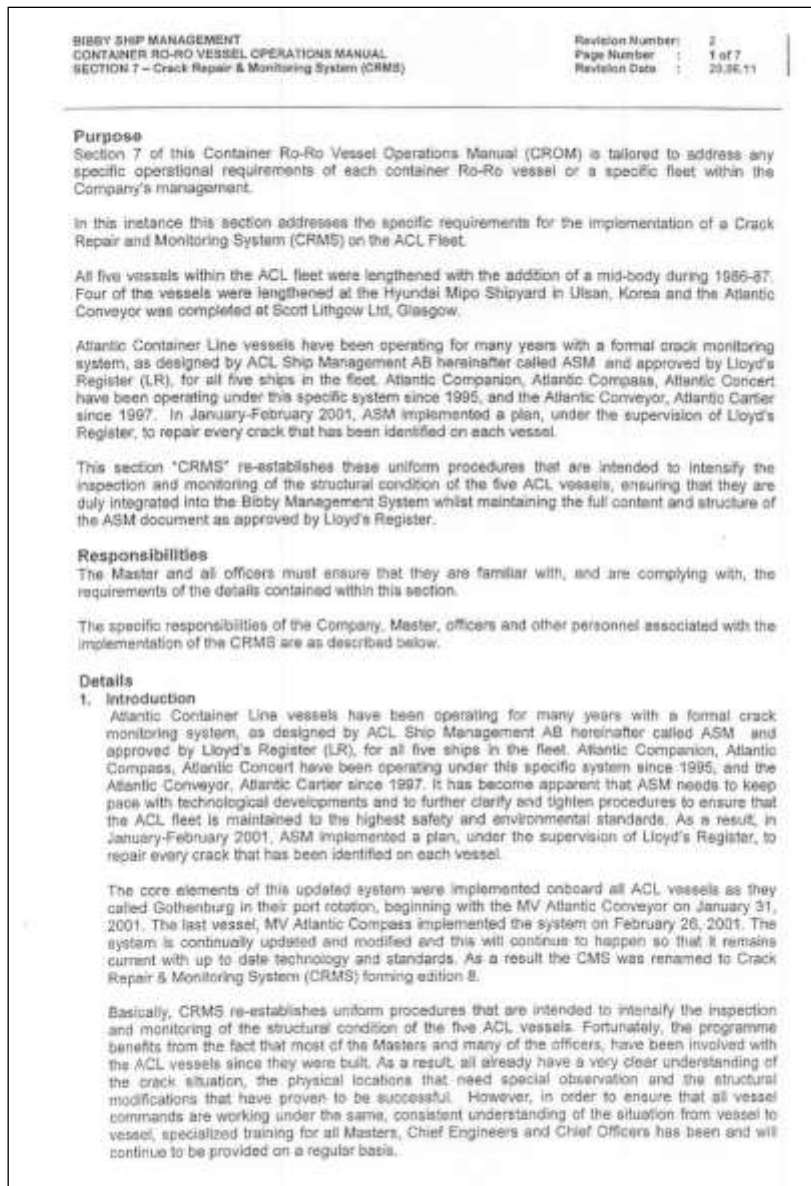 BIBBY SHIP MANAGEMENT
CONTAINER RO-RO VESSEL OPERATIONS MANUAL
SECTION 7 – Crack Repair & Monitoring System (CRMS)
Revision Number: 2
Page Number : 1 of 7
Revision Date :
Purpose
Section 7 of this Container Ro-Ro Vessel Operations Manual (CROM) is tailored to address any
specific operational requirements of each container Ro-Ro vessel or a specific fleet within the
Company's management.
In this instance this section addresses the specific requirements for the implementation of a Crack
Repair and Monitoring System (CRMS) on the ACL Fleet.
All five vessels within the ACL fleet were lengthened with the addition of a mid-body during 1986-87.
Four of the vessels were lengthened at the Hyundai Mipo Shipyard in Ulsan, Korea and the Atlantic
Conveyor was completed at Scott Lithgow Ltd, Glasgow.
Atlantic Container Line vessels have been operating for many years with a formal crack monitoring
system, as designed by ACL Ship Management AB hereinafter called ASM and approved by Lloyd's
Register (LR), for all five ships in the fleet. Atlantic Companion, Atlantic Compass, Atlantic Concert
have been operating under this specific system since 1995, and the Atlantic Conveyor, Atlantic Cartier
since 1997. In January-February 2001, ASM implemented a plan, under the supervision of Lloyd's
Register, to repair every crack that has been identified on each vessel.
This section "CRMS" re-establishes these uniform procedures that are intended to intensify the
inspection and monitoring of the structural condition of the five ACL vessels, ensuring that they are
duly integrated into the Bibby Management System whilst maintaining the full content and structure of
the ASM document as approved by Lloyd's Register.
Responsibilities
The Master and all officers must ensure that they are familiar with, and are complying with, the
requirements of the details contained within this section.
The specific responsibilities of the Company, Master, officers and other personnel associated with the
implementation of the CRMS are as described below.
Details
1. Introduction
Atlantic Container Line vessels have been operating for many years with a formal crack
monitoring system, as designed by ACL Ship Management AB hereinafter called ASM and
approved by Lloyd's Register (LR), for all five ships in the fleet. Atlantic Companion, Atlantic
Compass, Atlantic Concert have been operating under this specific system since 1995, and the
Atlantic Conveyor, Atlantic Cartier since 1997. It has become apparent that ASM needs to keep
pace with technological developments and to further clarify and tighten procedures to ensure that
the ACL fleet is maintained to the highest safety and environmental standards. As a result, in
January-February 2001, ASM implemented a plan, under the supervision of Lloyd's Register, to
repair every crack that has been identified on each vessel.
The core elements of this updated system were implemented onboard all ACL vessels as they
called Gothenburg in their port rotation, beginning with the MV Atlantic Conveyor on January 31,
2001. The last vessel, MV Atlantic Compass implemented the system on February 26, 2001. The
system is continually updated and modified and this will continue to happen so that it remains
current with up to date technology and standards. As a result the CMS was renamed to Crack
Repair & Monitoring System (CRMS) forming edition 8.
Basically, CRMS re-establishes uniform procedures that are intended to intensify the inspection
and monitoring of the structural condition of the five ACL vessels. Fortunately, the programme
benefits from the fact that most of the Masters and many of the officers, have been involved with
the ACL vessels since they were built. As a result, all already have a very clear understanding of
the crack situation, the physical locations that need special observation and the structural
modifications that have proven to be successful. However, in order to ensure that all vessel
commands are working under the same, consistent understanding of the situation from vessel to
vessel, specialized training for all Masters, Chief Engineers and Chief Officers has been and will
continue to be provided on a regular basis.